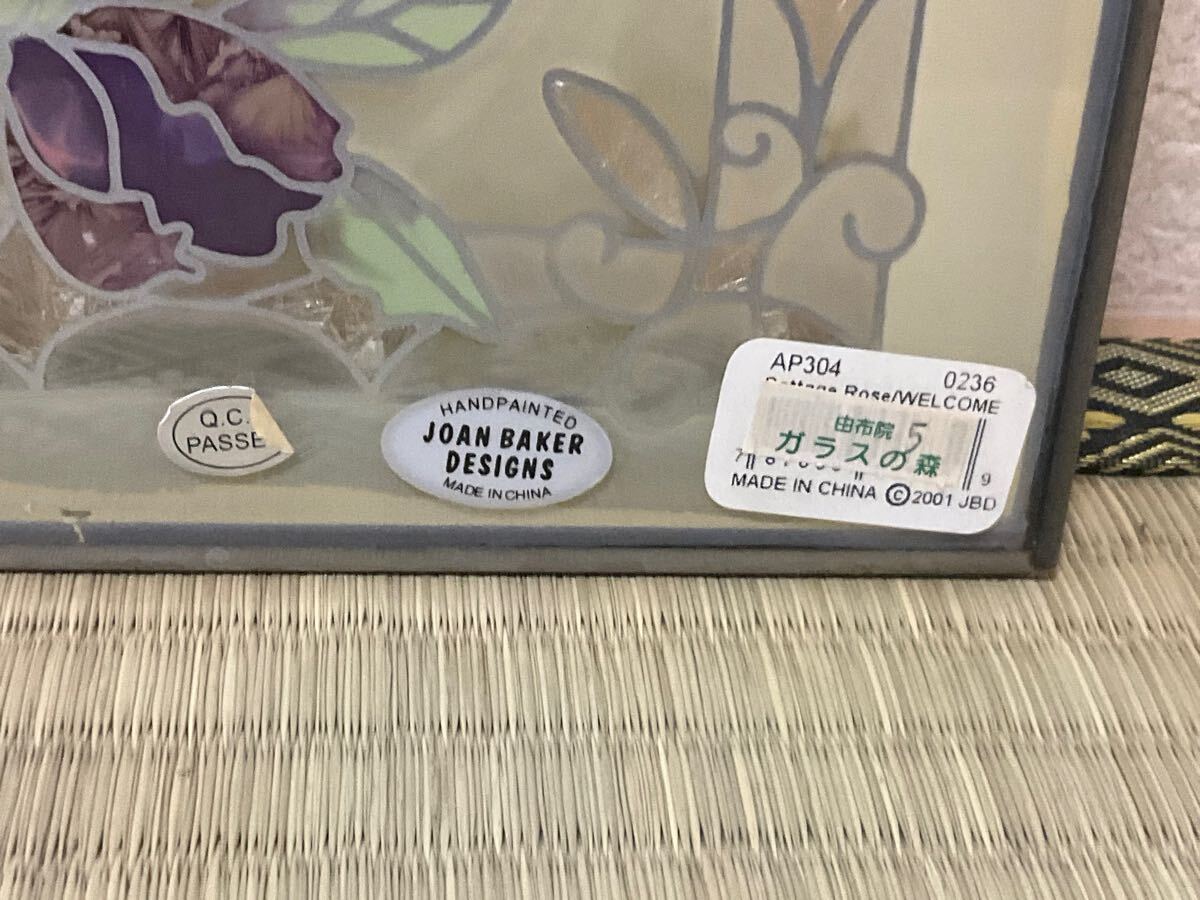 Q.C.
PASSE
HANDPAINTED
JOAN BAKER
DESIGNS
MADE IN CHINA
AP304 0236
Cottage Rose/WELCOME
由布院 5
ガラスの森
9
MADE IN CHINA ©2001 JBD